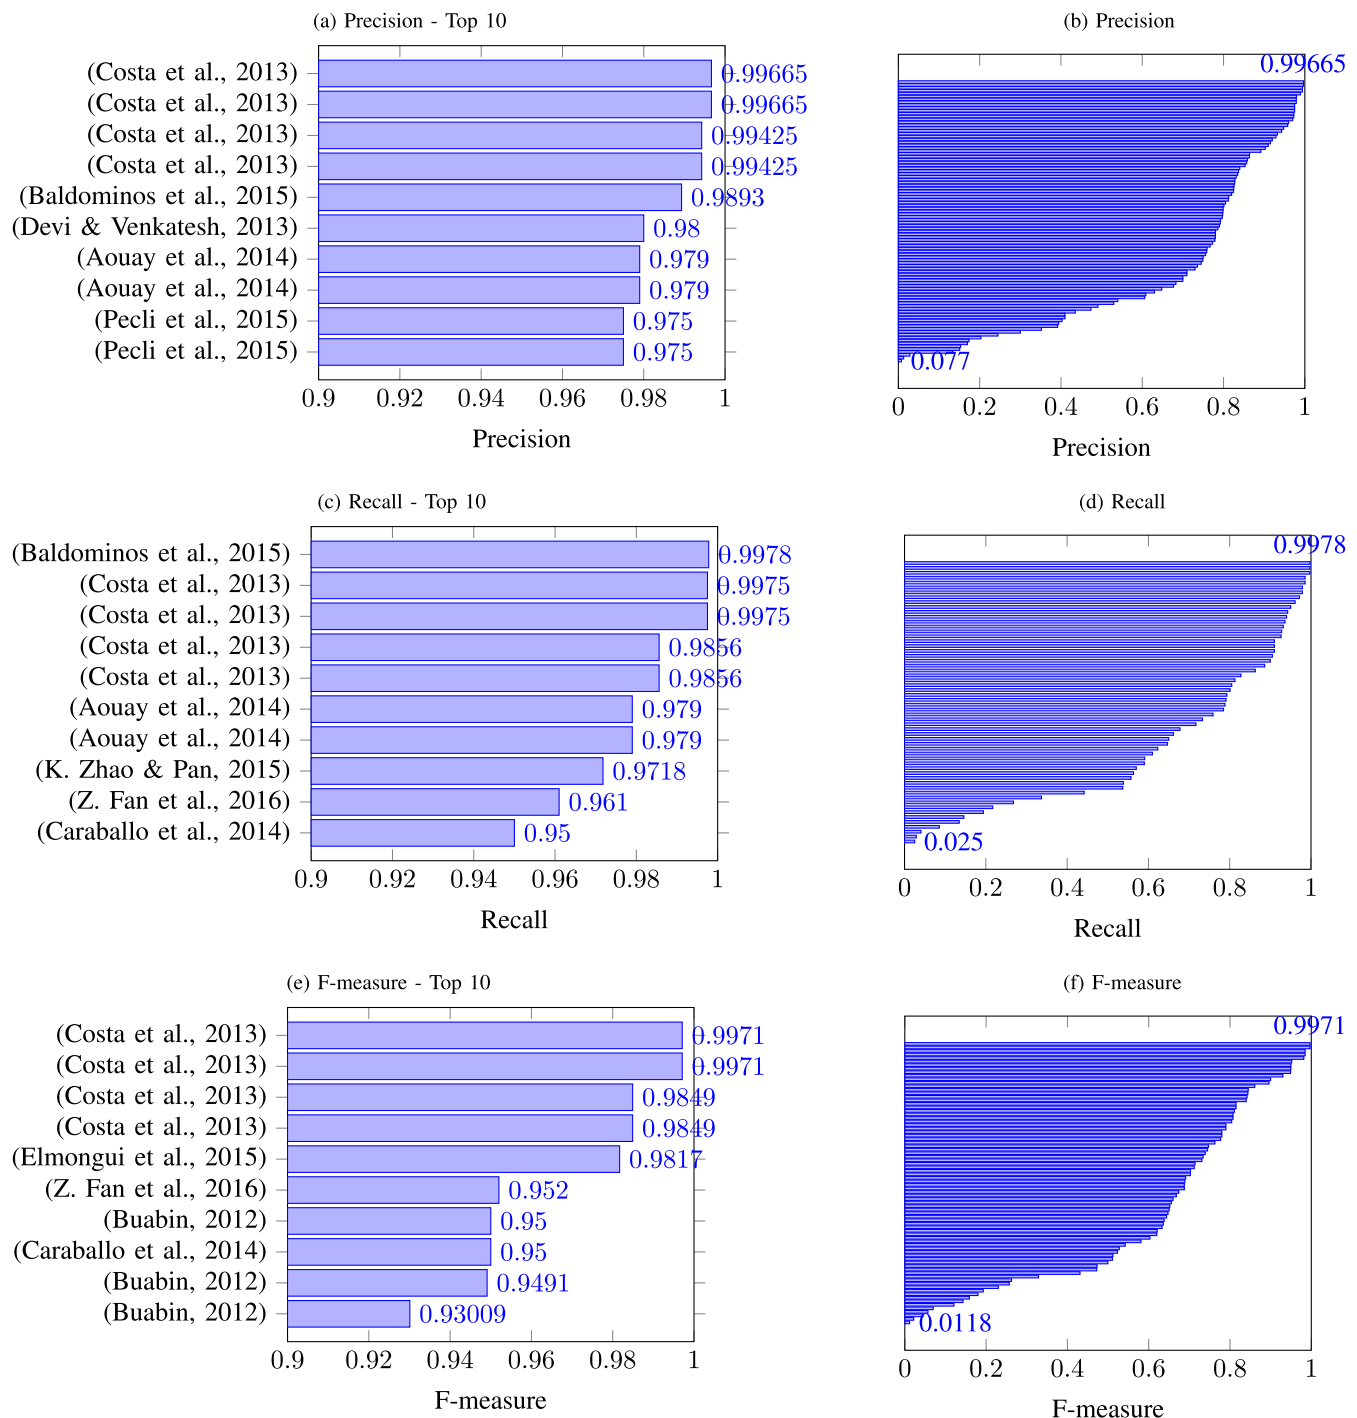 (a) Precision - Top 10
(Costa et al., 2013) 0.99665
(Costa et al., 2013) 0.99665
(Costa et al., 2013) 0.99425
(Costa et al., 2013) 0.99425
(Baldominos et al., 2015) 0.9893
(Devi & Venkatesh, 2013) 0.98
(Aouay et al., 2014) 0.979
(Aouay et al., 2014) 0.979
(Pecli et al., 2015) 0.975
(Pecli et al., 2015) 0.975
0.9 0.92 0.94 0.96 0.98 1
Precision
(b) Precision
0.99665
0.077
0 0.2 0.4 0.6 0.8 1
Precision
(c) Recall - Top 10
(Baldominos et al., 2015) 0.9978
(Costa et al., 2013) 0.9975
(Costa et al., 2013) 0.9975
(Costa et al., 2013) 0.9856
(Costa et al., 2013) 0.9856
(Aouay et al., 2014) 0.979
(Aouay et al., 2014) 0.979
(K. Zhao & Pan, 2015) 0.9718
(Z. Fan et al., 2016) 0.961
(Caraballo et al., 2014) 0.95
0.9 0.92 0.94 0.96 0.98 1
Recall
(d) Recall
0.9978
0.025
0 0.2 0.4 0.6 0.8 1
Recall
(e) F-measure - Top 10
(Costa et al., 2013) 0.9971
(Costa et al., 2013) 0.9971
(Costa et al., 2013) 0.9849
(Costa et al., 2013) 0.9849
(Elmongui et al., 2015) 0.9817
(Z. Fan et al., 2016) 0.952
(Buabin, 2012) 0.95
(Caraballo et al., 2014) 0.95
(Buabin, 2012) 0.9491
(Buabin, 2012) 0.93009
0.9 0.92 0.94 0.96 0.98 1
F-measure
(f) F-measure
0.9971
0.0118
0 0.2 0.4 0.6 0.8 1
F-measure